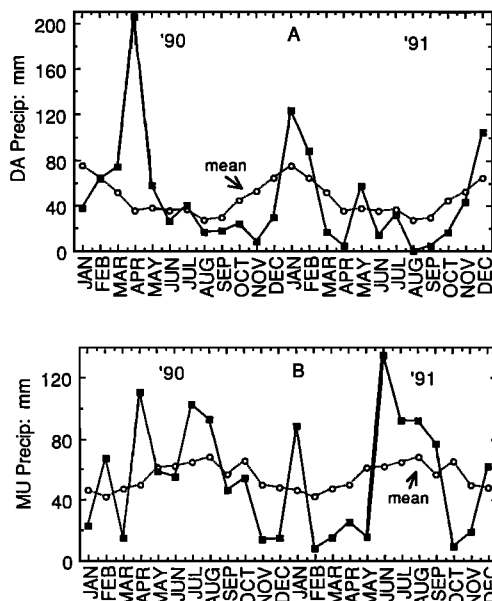 '90 A '91
200
160
120
80
40
0
DA Precip: mm
mean
JAN FEB MAR APR MAY JUN JUL AUG SEP OCT NOV DEC JAN FEB MAR APR MAY JUN JUL AUG SEP OCT NOV DEC
'90 B '91
120
80
40
0
MU Precip: mm
mean
JAN FEB MAR APR MAY JUN JUL AUG SEP OCT NOV DEC JAN FEB MAR APR MAY JUN JUL AUG SEP OCT NOV DEC